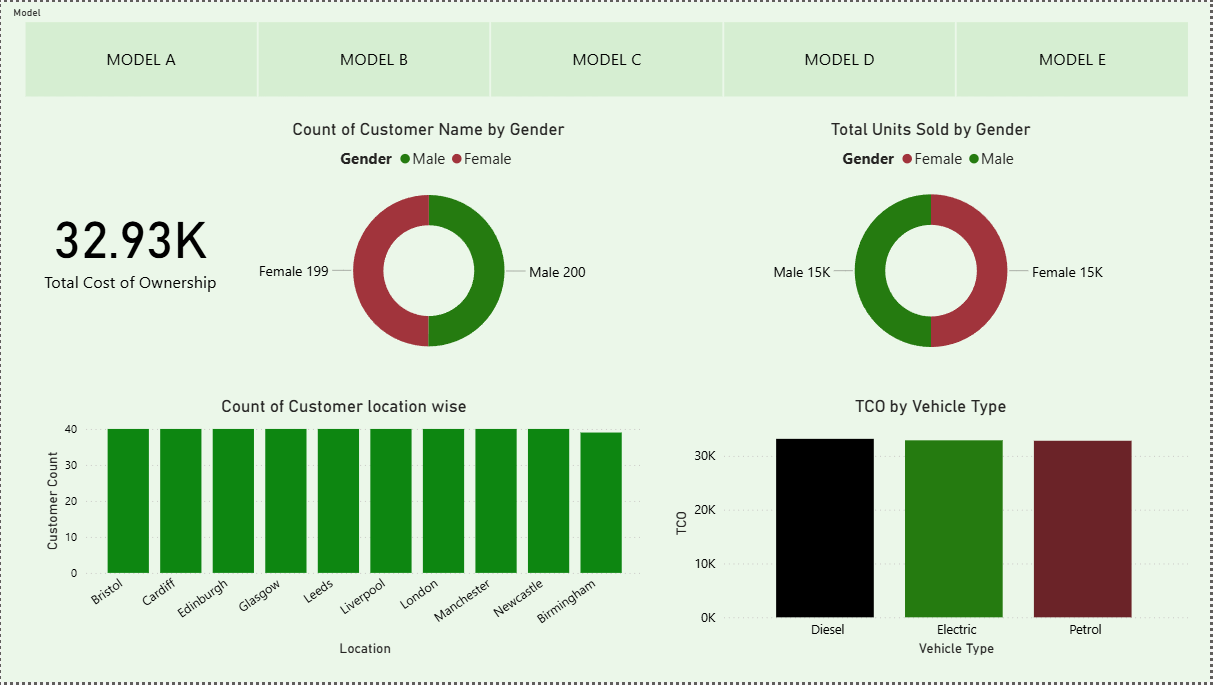 Model
MODEL A
MODEL B
MODEL C
MODEL D
MODEL E
Count of Customer Name by Gender
Gender Male Female
Female 199
Male 200
Total Units Sold by Gender
Gender Female Male
Male 15K
Female 15K
32.93K
Total Cost of Ownership
Count of Customer location wise
Customer Count
40
30
20
10
0
Bristol
Cardiff
Edinburgh
Glasgow
Leeds
Liverpool
London
Manchester
Newcastle
Birmingham
Location
TCO by Vehicle Type
TCO
30K
20K
10K
0K
Diesel
Electric
Petrol
Vehicle Type